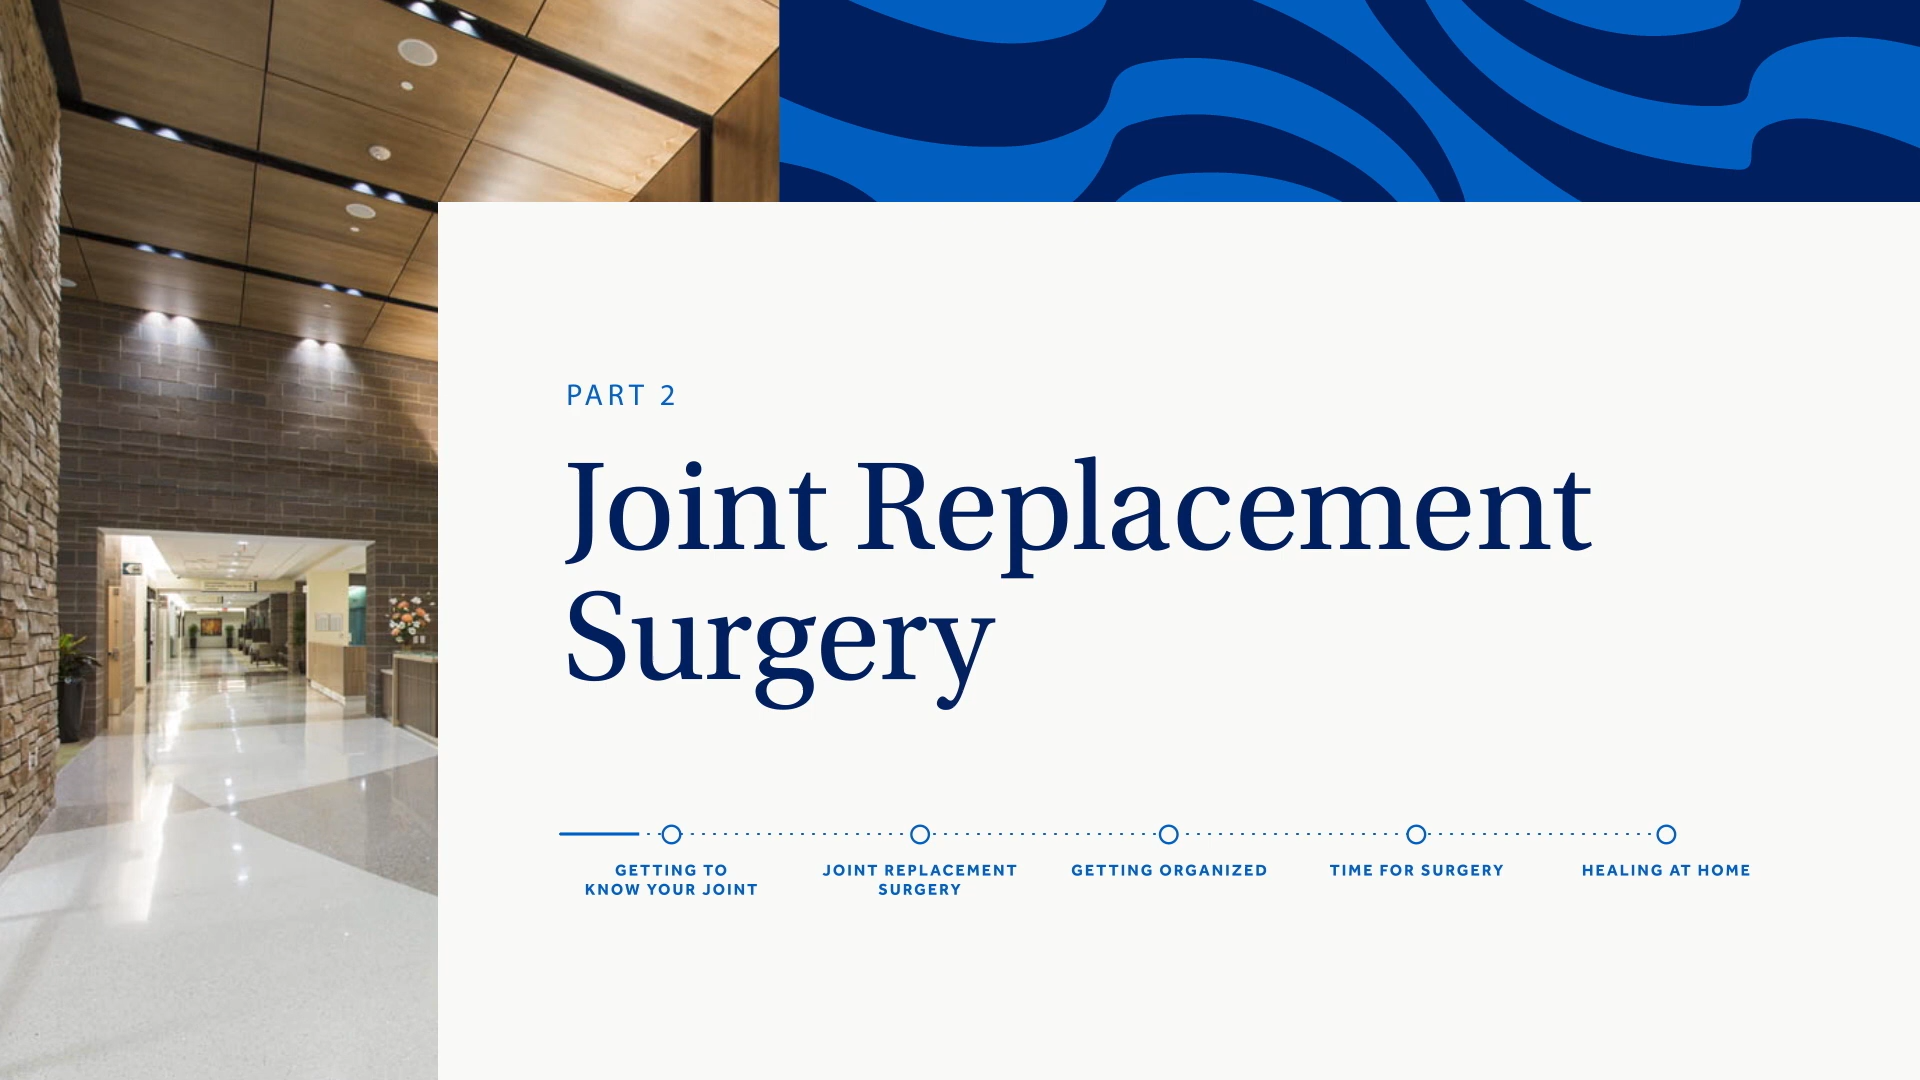 PART 2
Joint Replacement
Surgery
GETTING TO
KNOW YOUR JOINT
JOINT REPLACEMENT
SURGERY
GETTING ORGANIZED
TIME FOR SURGERY
HEALING AT HOME